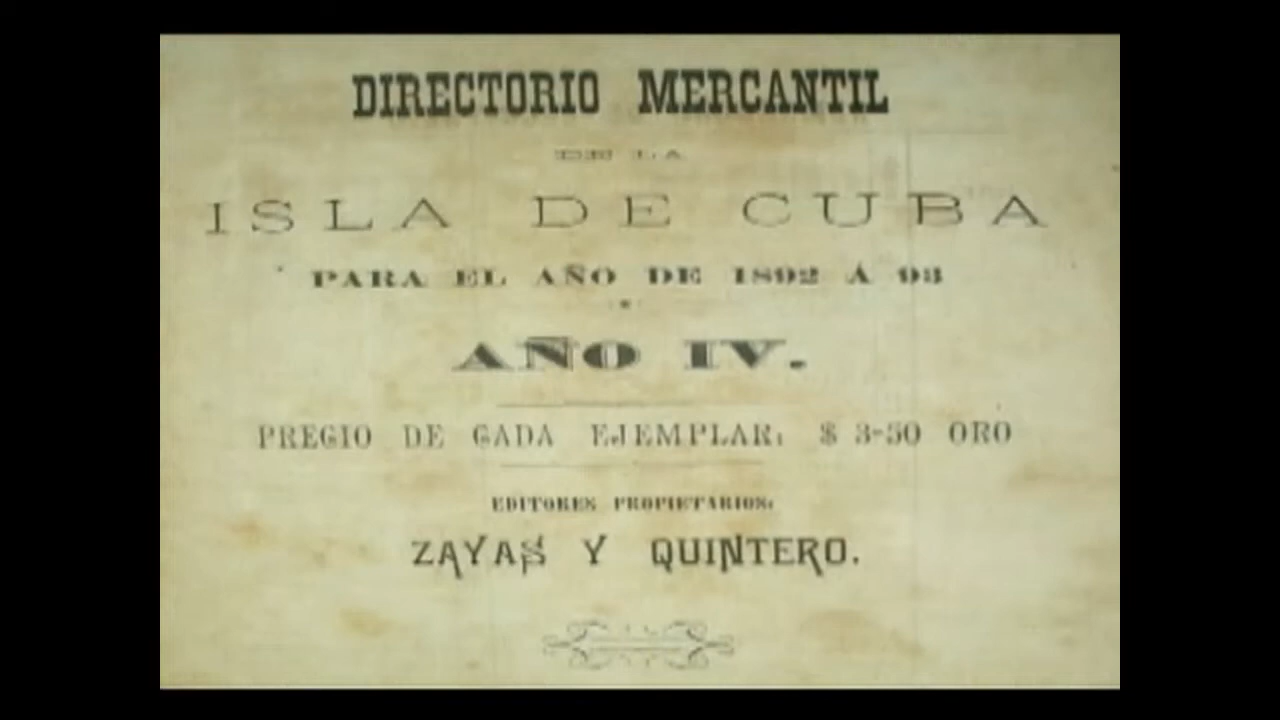 DIRECTORIO MERCANTIL
DE LA
ISLA DE CUBA
PARA EL AÑO DE 1892 Á 93
AÑO IV.
PRECIO DE CADA EJEMPLAR: $ 3-50 ORO
EDITORES PROPIETARIOS:
ZAYAS Y QUINTERO.